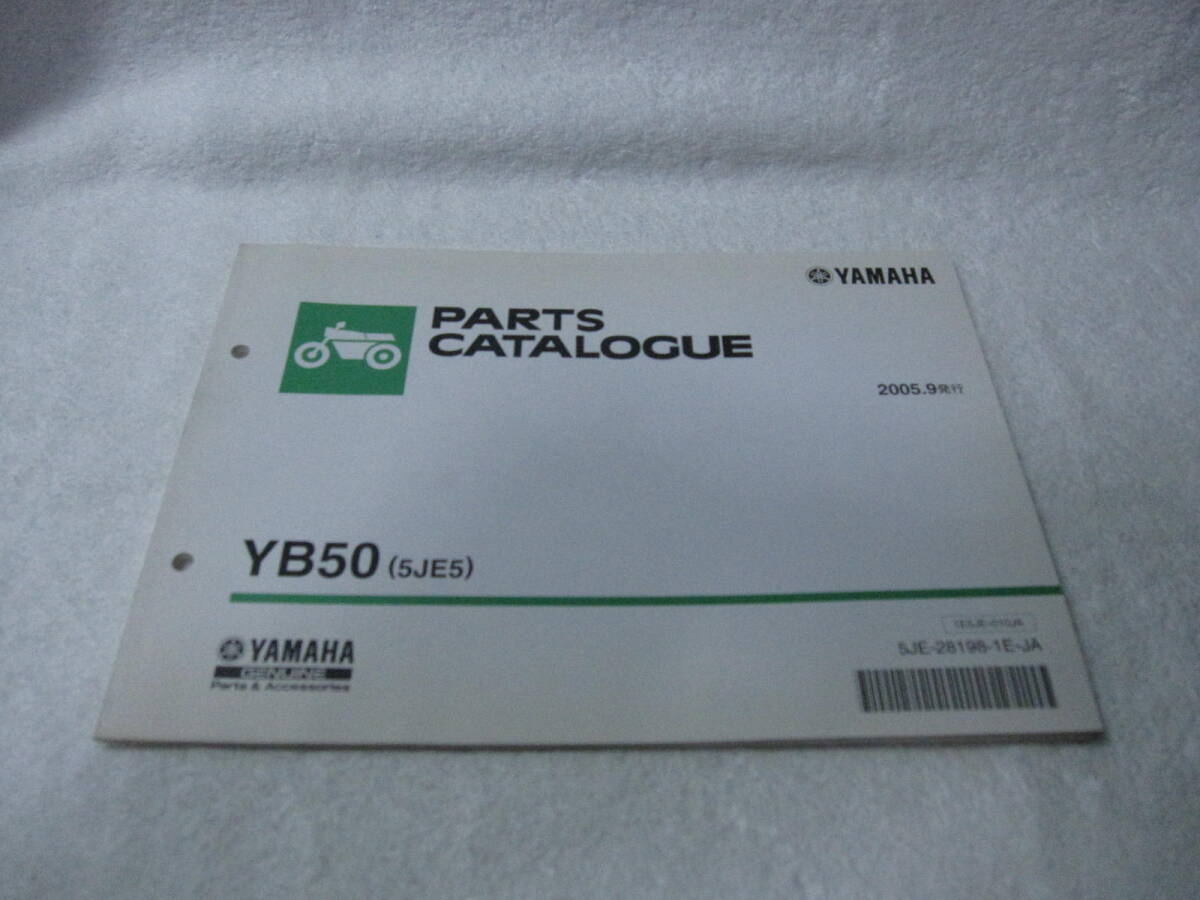 YAMAHA
PARTS
CATALOGUE
2005.9発行
YB50 (5JE5)
5JE-28198-1E-JA
YAMAHA
GENUINE
Parts & Accessories